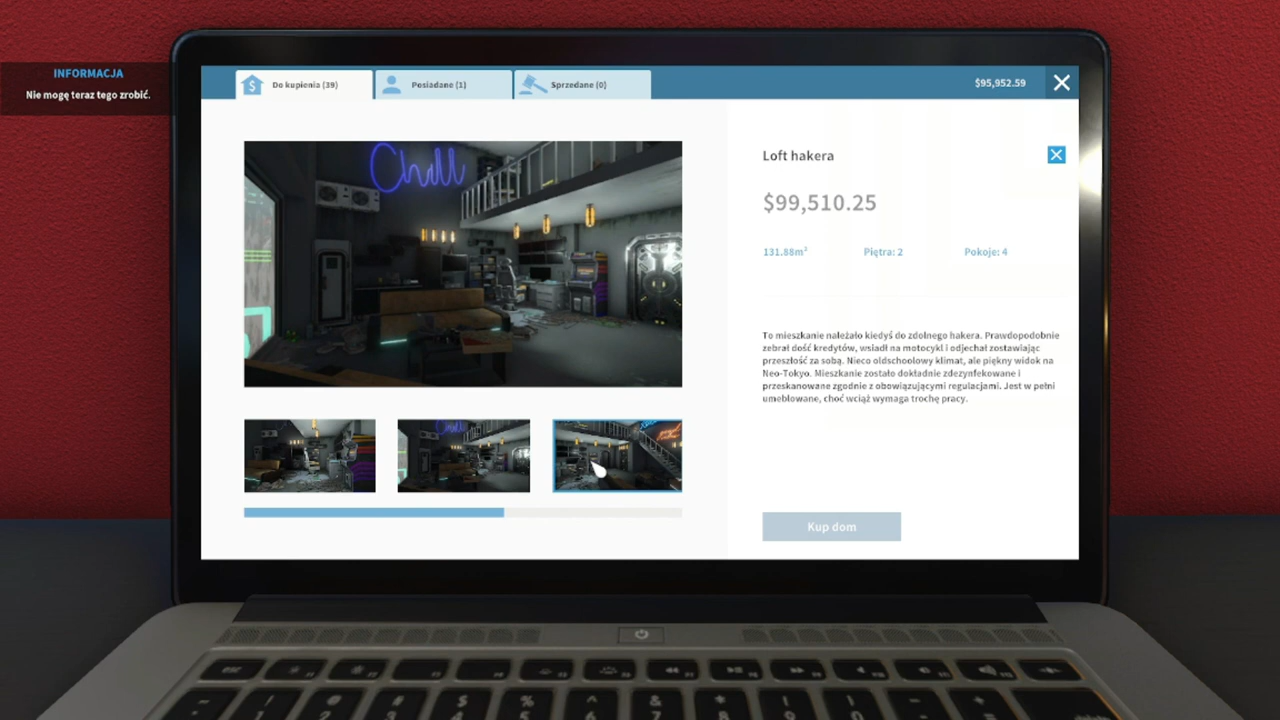 INFORMACJA
Nie mogę teraz tego zrobić.
Do kupienia (39)
Posiadane (1)
Sprzedane (0)
$95,952.59
Chill
Loft hakera
$99,510.25
131.88m²
Piętra: 2
Pokoje: 4
To mieszkanie należało kiedyś do zdolnego hakera. Prawdopodobnie
zebrał dość kredytów, wsiadł na motocykl i odjechał zostawiając
przeszłość za sobą. Nieco oldschoolowy klimat, ale piękny widok na
Neo-Tokyo. Mieszkanie zostało dokładnie zdezynfekowane i
przeskanowane zgodnie z obowiązującymi regulacjami. Jest w pełni
umeblowane, choć wciąż wymaga trochę pracy.
Kup dom